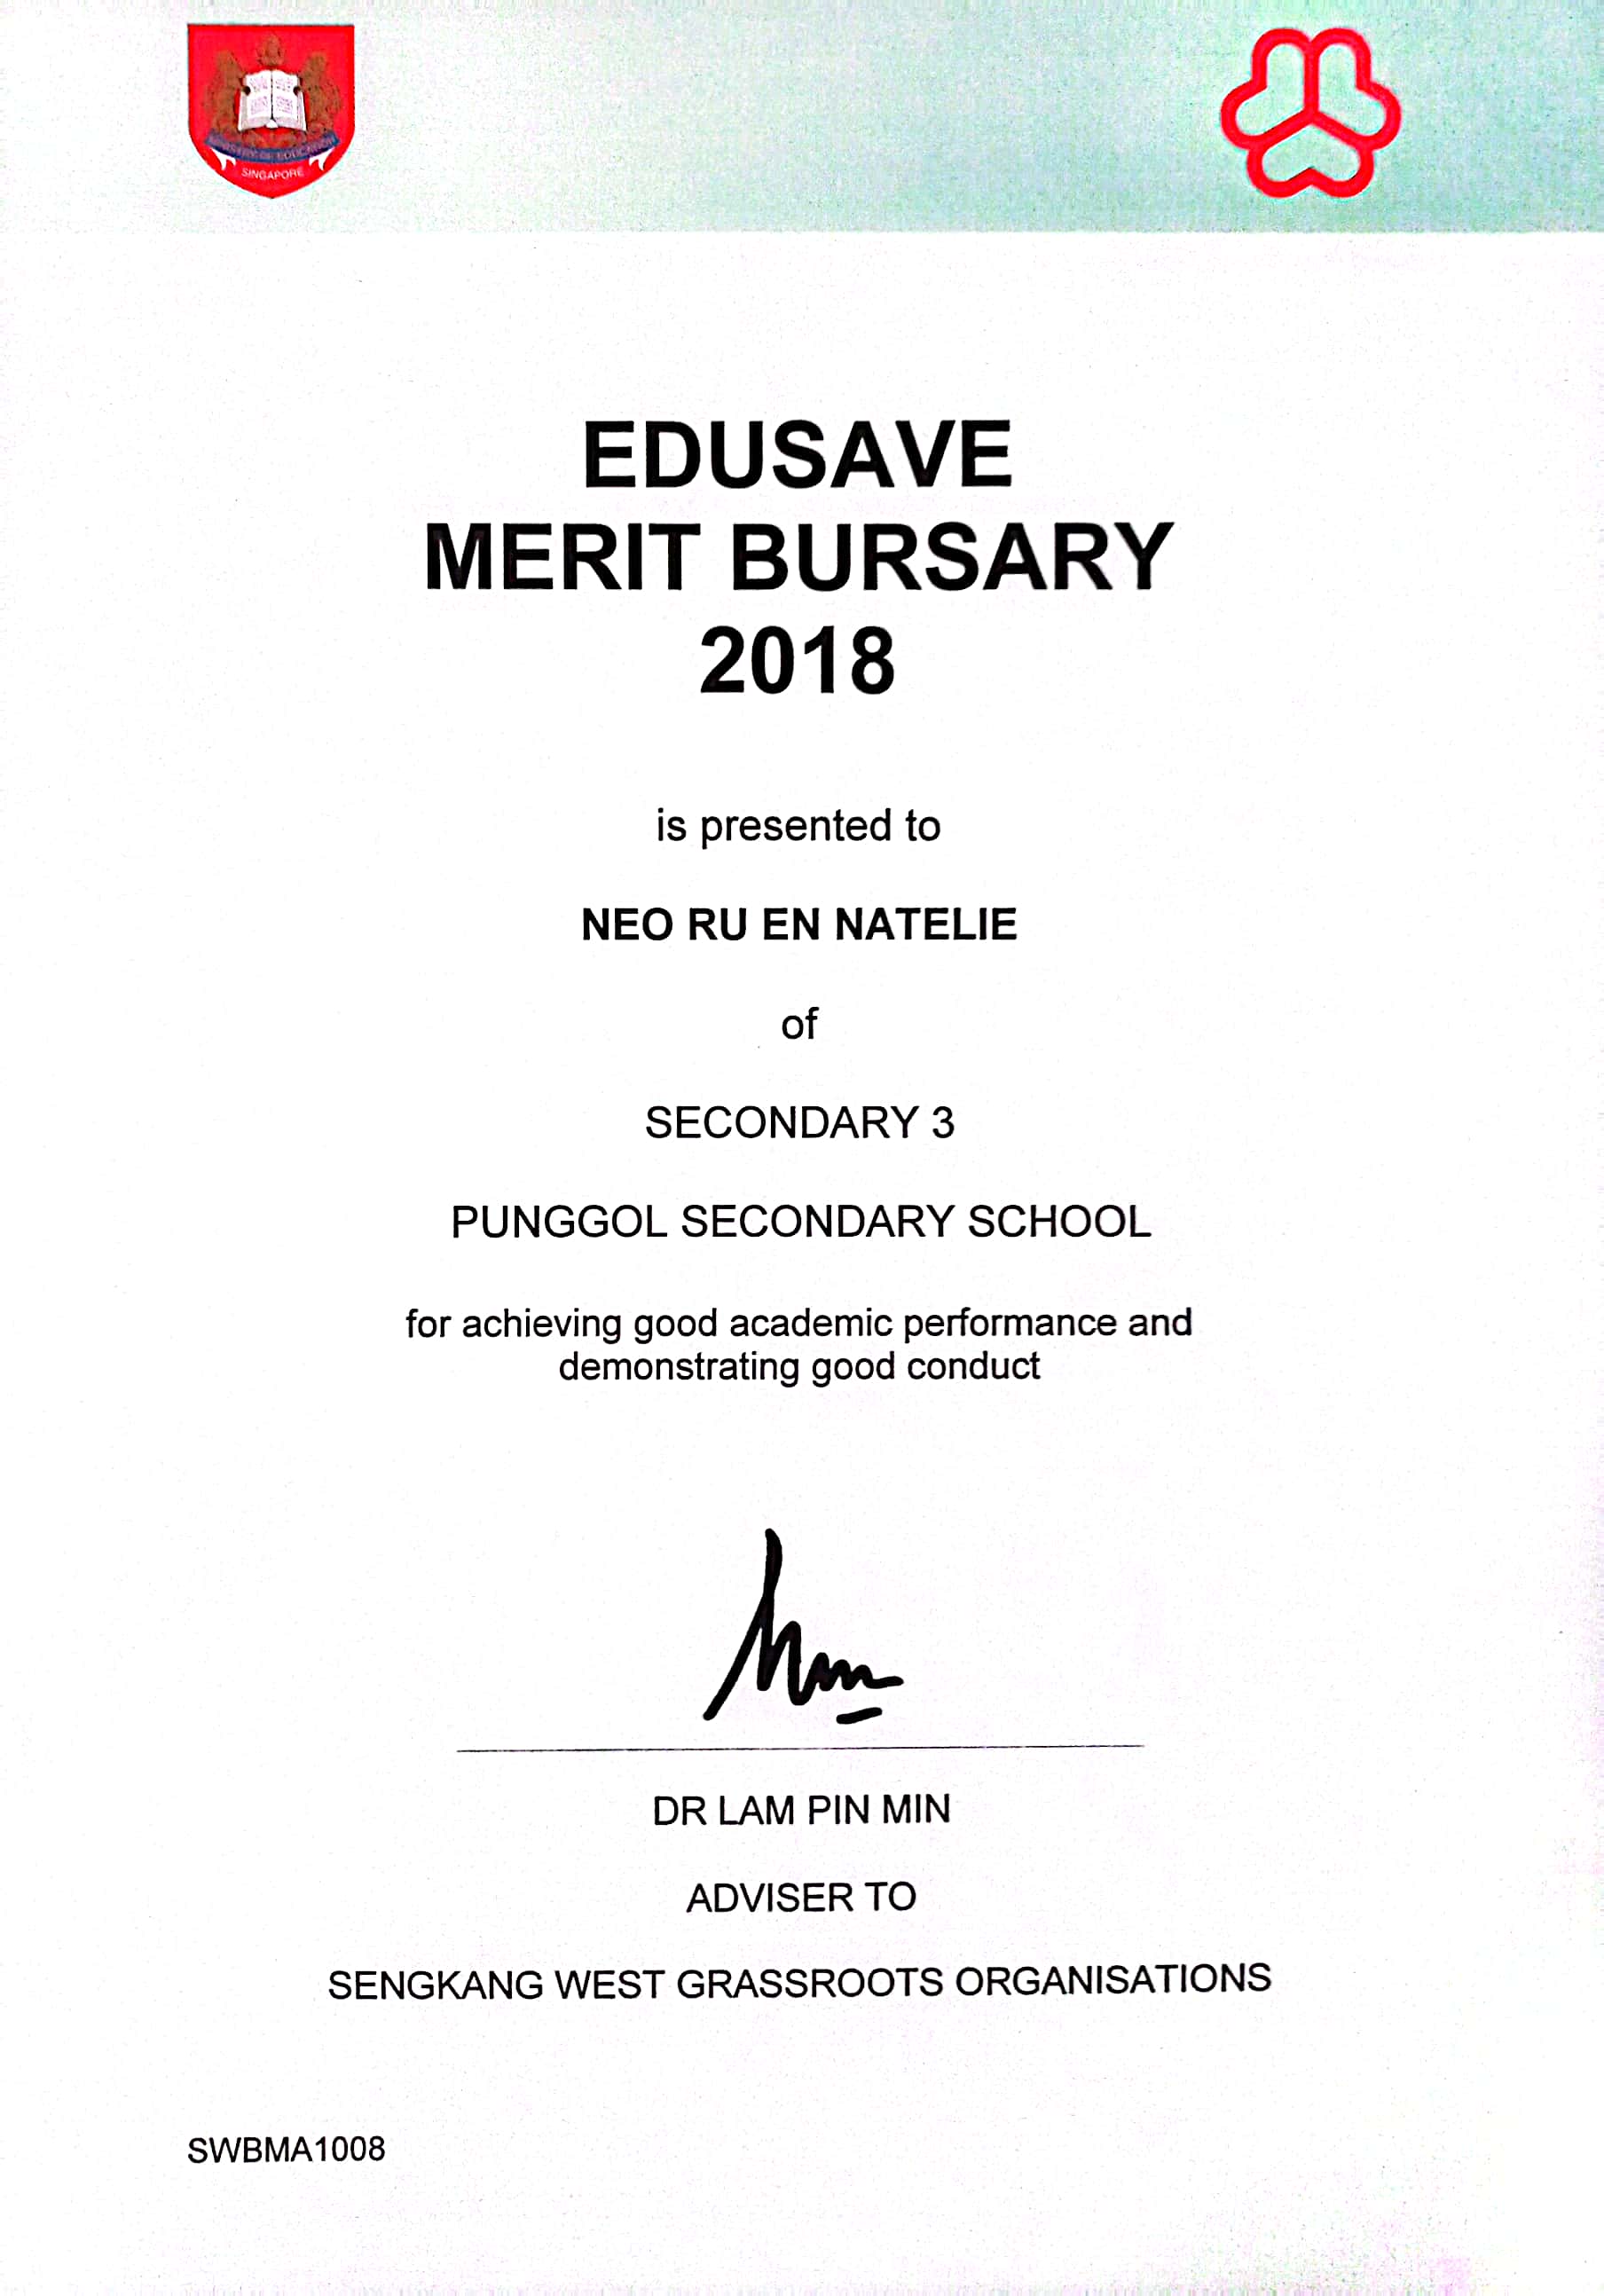 MINISTRY OF EDUCATION
SINGAPORE
EDUSAVE
MERIT BURSARY
2018
is presented to
NEO RU EN NATELIE
of
SECONDARY 3
PUNGGOL SECONDARY SCHOOL
for achieving good academic performance and
demonstrating good conduct
DR LAM PIN MIN
ADVISER TO
SENGKANG WEST GRASSROOTS ORGANISATIONS
SWBMA1008